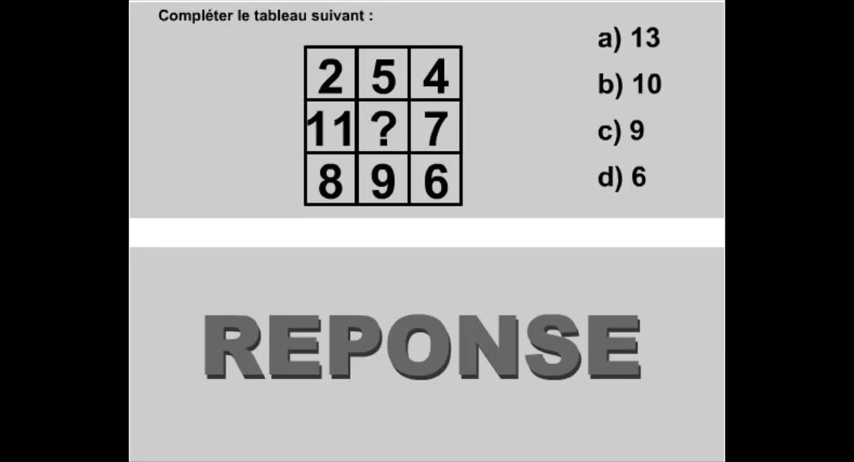 Compléter le tableau suivant :
2 5 4
11 ? 7
8 9 6
a) 13
b) 10
c) 9
d) 6
REPONSE